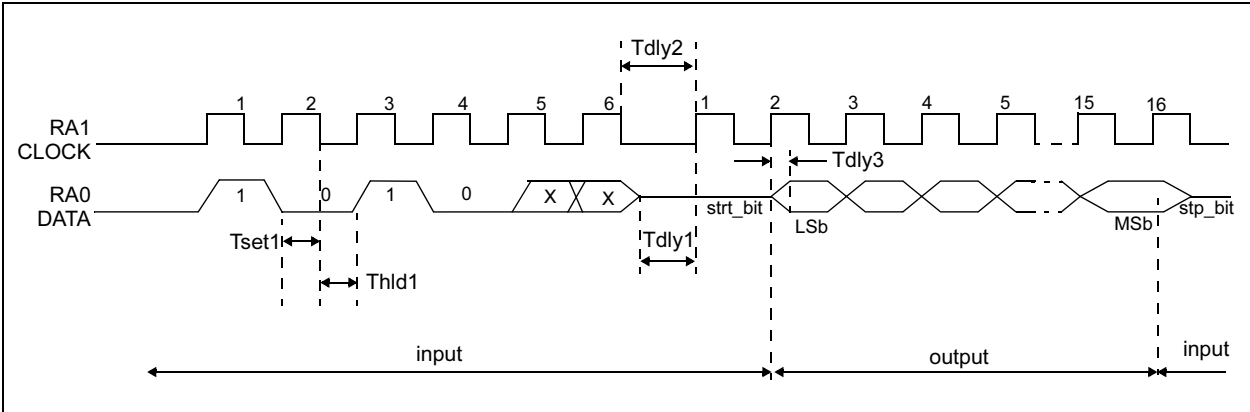 Tdly2
1 2 3 4 5 6 1 2 3 4 5 15 16
RA1
CLOCK
Tdly3
RA0
DATA
1 0 1 0 X X strt_bit LSb MSb stp_bit
Tset1
Tdly1
Thld1
input output input